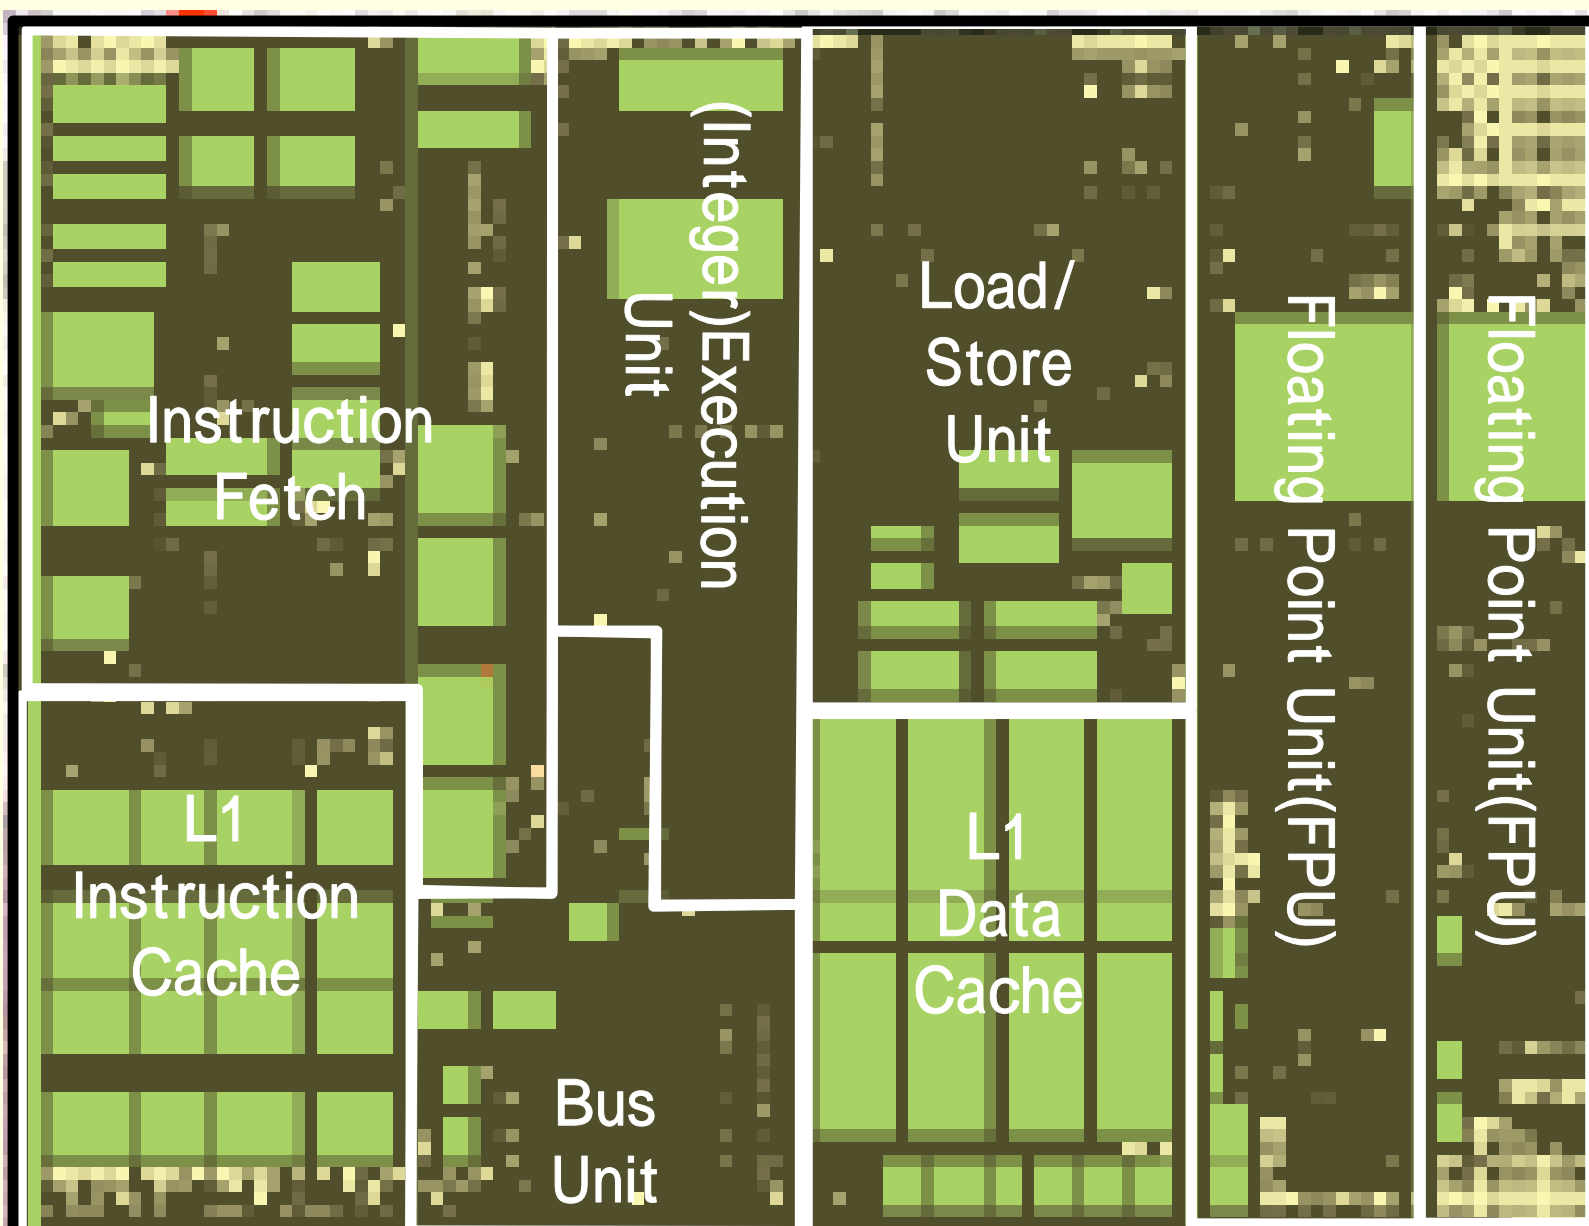 Instruction
Fetch
(Integer)Execution
Unit
Load/
Store
Unit
Floating Point Unit(FPU)
Floating Point Unit(FPU)
L1
Instruction
Cache
L1
Data
Cache
Bus
Unit